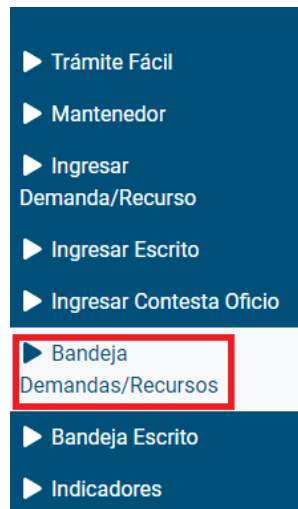 Trámite Fácil
Mantenedor
Ingresar
Demanda/Recurso
Ingresar Escrito
Ingresar Contesta Oficio
Bandeja
Demandas/Recursos
Bandeja Escrito
Indicadores